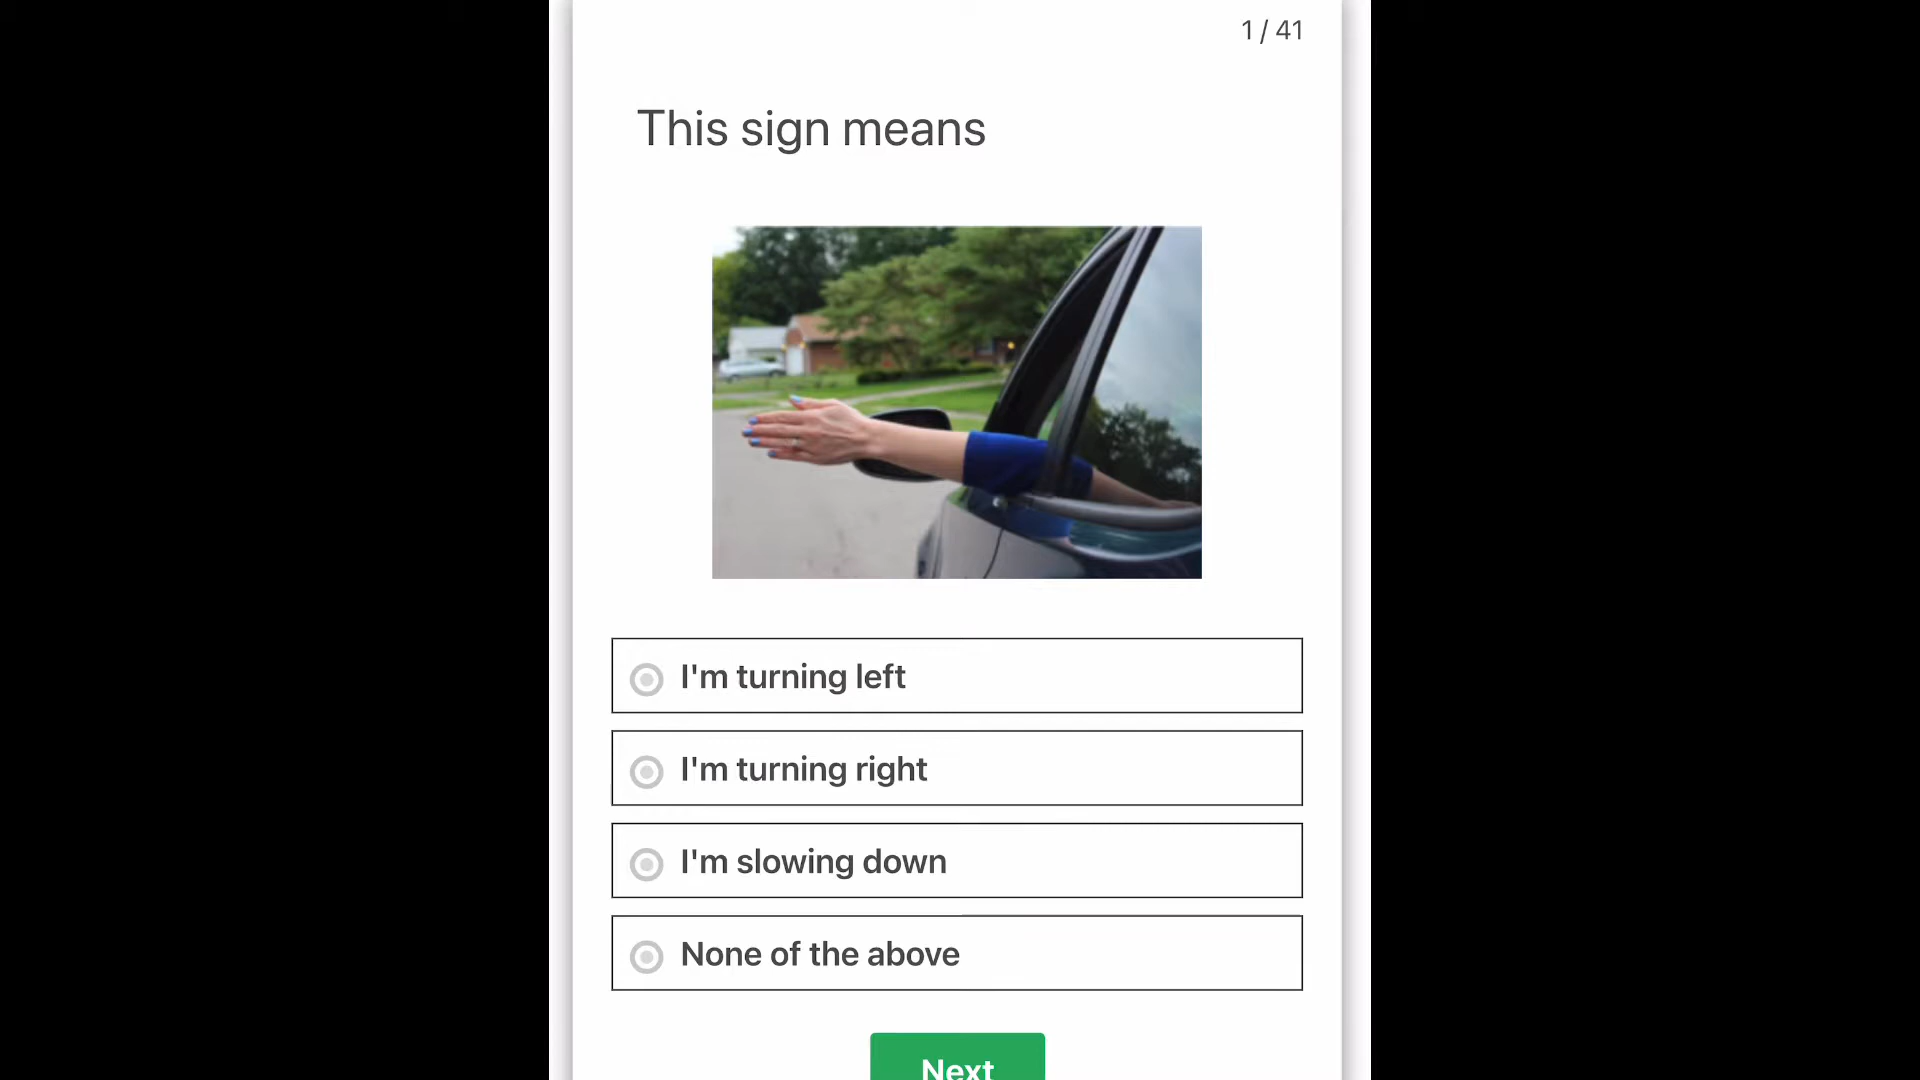 1 / 41
This sign means
I'm turning left
I'm turning right
I'm slowing down
None of the above
Next